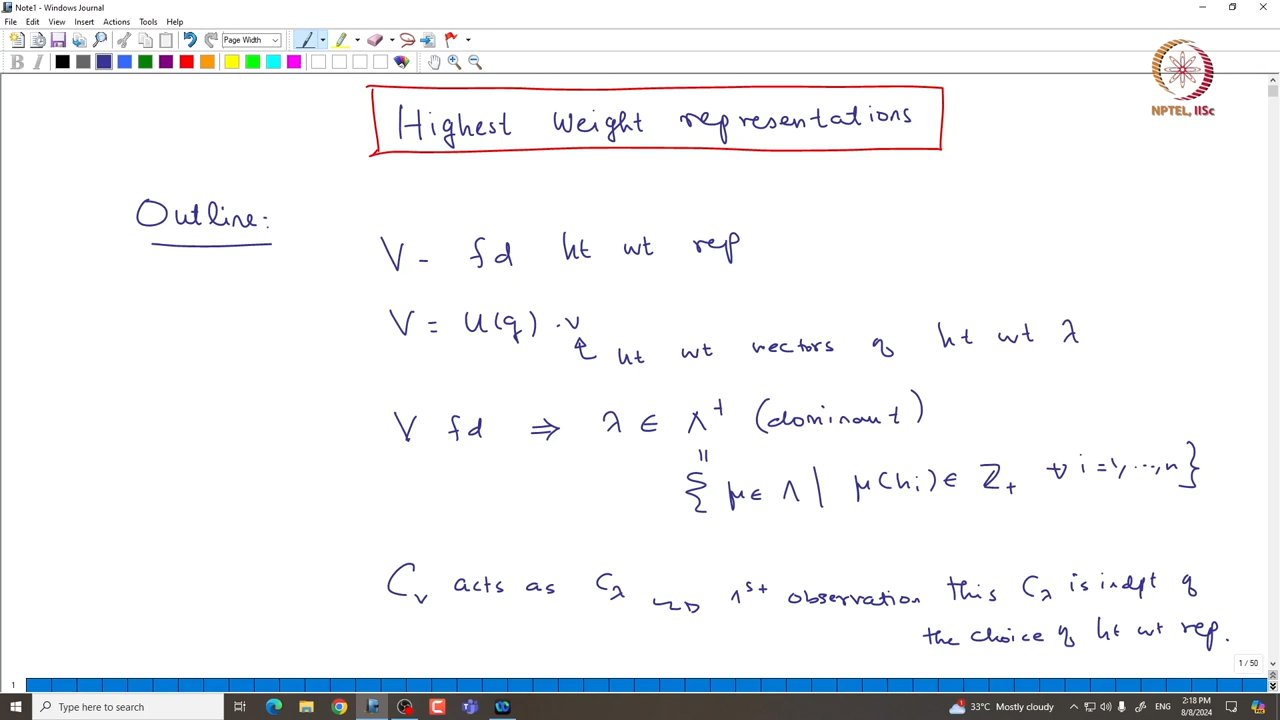 Note1 - Windows Journal
File Edit View Insert Actions Tools Help
Page Width
NPTEL, IISc
Highest Weight representations
Outline:
V - fd ht wt rep
V = U(g) · v
ht wt vectors of ht wt λ
V fd ⇒ λ ∈ Λ⁺ (dominant)
=
{ μ ∈ Λ | μ(hᵢ) ∈ ℤ₊ ∀ i = 1, ..., n }
Cᵥ acts as C_λ ⇝ 1st observation this C_λ is indpt of
the choice of ht wt rep.
1 / 50
1
Type here to search
33°C Mostly cloudy
ENG
2:18 PM
8/8/2024